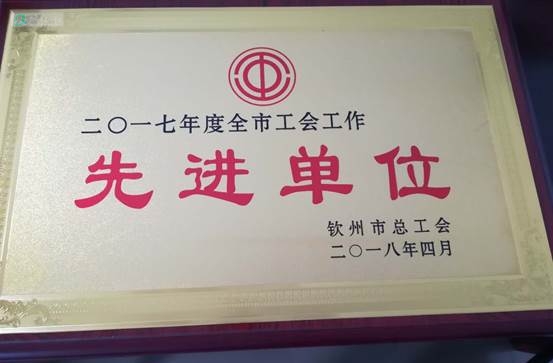 二〇一七年度全市工会工作
先进单位
钦州市总工会
二〇一八年四月